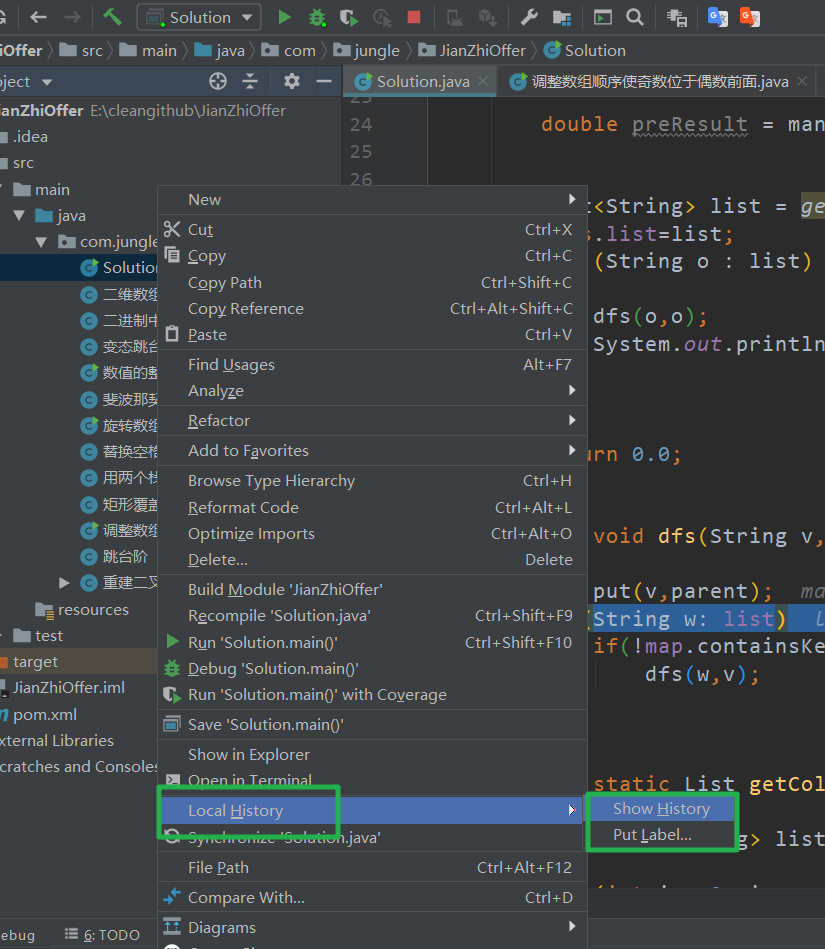 Solution
iOffer src main java com jungle JianZhiOffer Solution
oject
Solution.java 调整数组顺序使奇数位于偶数前面.java
ianZhiOffer E:\cleangithub\JianZhiOffer
.idea
src
main
java
com.jungle
Solution
二维数组
二进制中
变态跳台
数值的整
斐波那契
旋转数组
替换空格
用两个栈
矩形覆盖
调整数组
跳台阶
重建二叉
resources
test
target
JianZhiOffer.iml
pom.xml
xternal Libraries
cratches and Consoles
ebug 6: TODO
23
24 double preResult = man
25
26
<String> list = ge
s.list=list;
(String o : list)
dfs(o,o);
System.out.println
urn 0.0;
void dfs(String v,
put(v,parent); ma
(String w: list)
if(!map.containsKe
dfs(w,v);
static List getCol
g> list
New
Cut Ctrl+X
Copy Ctrl+C
Copy Path Ctrl+Shift+C
Copy Reference Ctrl+Alt+Shift+C
Paste Ctrl+V
Find Usages Alt+F7
Analyze
Refactor
Add to Favorites
Browse Type Hierarchy Ctrl+H
Reformat Code Ctrl+Alt+L
Optimize Imports Ctrl+Alt+O
Delete... Delete
Build Module 'JianZhiOffer'
Recompile 'Solution.java' Ctrl+Shift+F9
Run 'Solution.main()' Ctrl+Shift+F10
Debug 'Solution.main()'
Run 'Solution.main()' with Coverage
Save 'Solution.main()'
Show in Explorer
Open in Terminal
Local History
Synchronize 'Solution.java'
File Path Ctrl+Alt+F12
Compare With... Ctrl+D
Diagrams
Show History
Put Label...